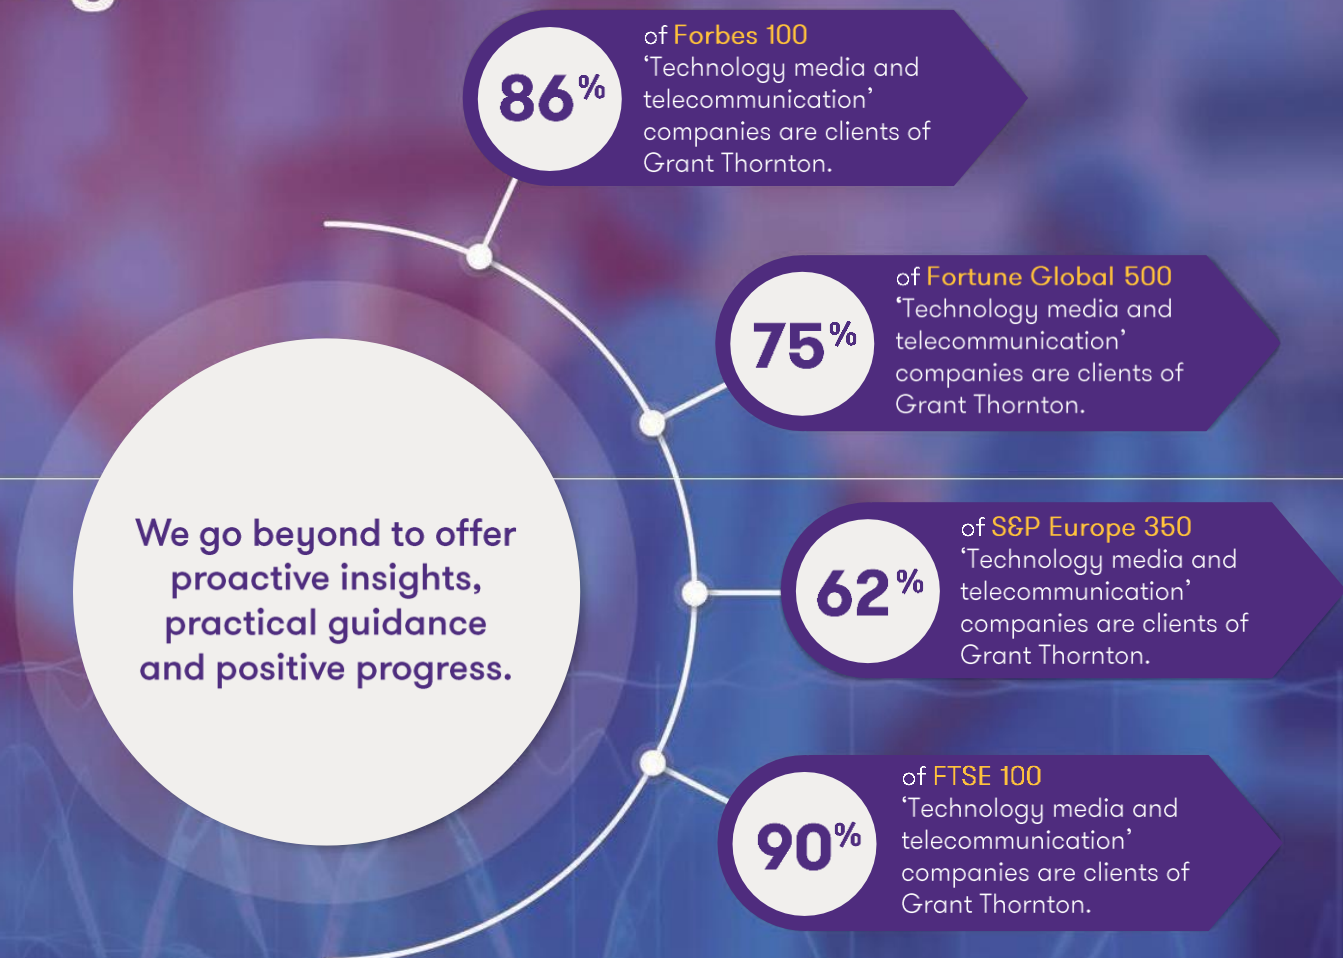 86%
of Forbes 100
‘Technology media and
telecommunication’
companies are clients of
Grant Thornton.
75%
of Fortune Global 500
‘Technology media and
telecommunication’
companies are clients of
Grant Thornton.
We go beyond to offer
proactive insights,
practical guidance
and positive progress.
62%
of S&P Europe 350
‘Technology media and
telecommunication’
companies are clients of
Grant Thornton.
90%
of FTSE 100
‘Technology media and
telecommunication’
companies are clients of
Grant Thornton.